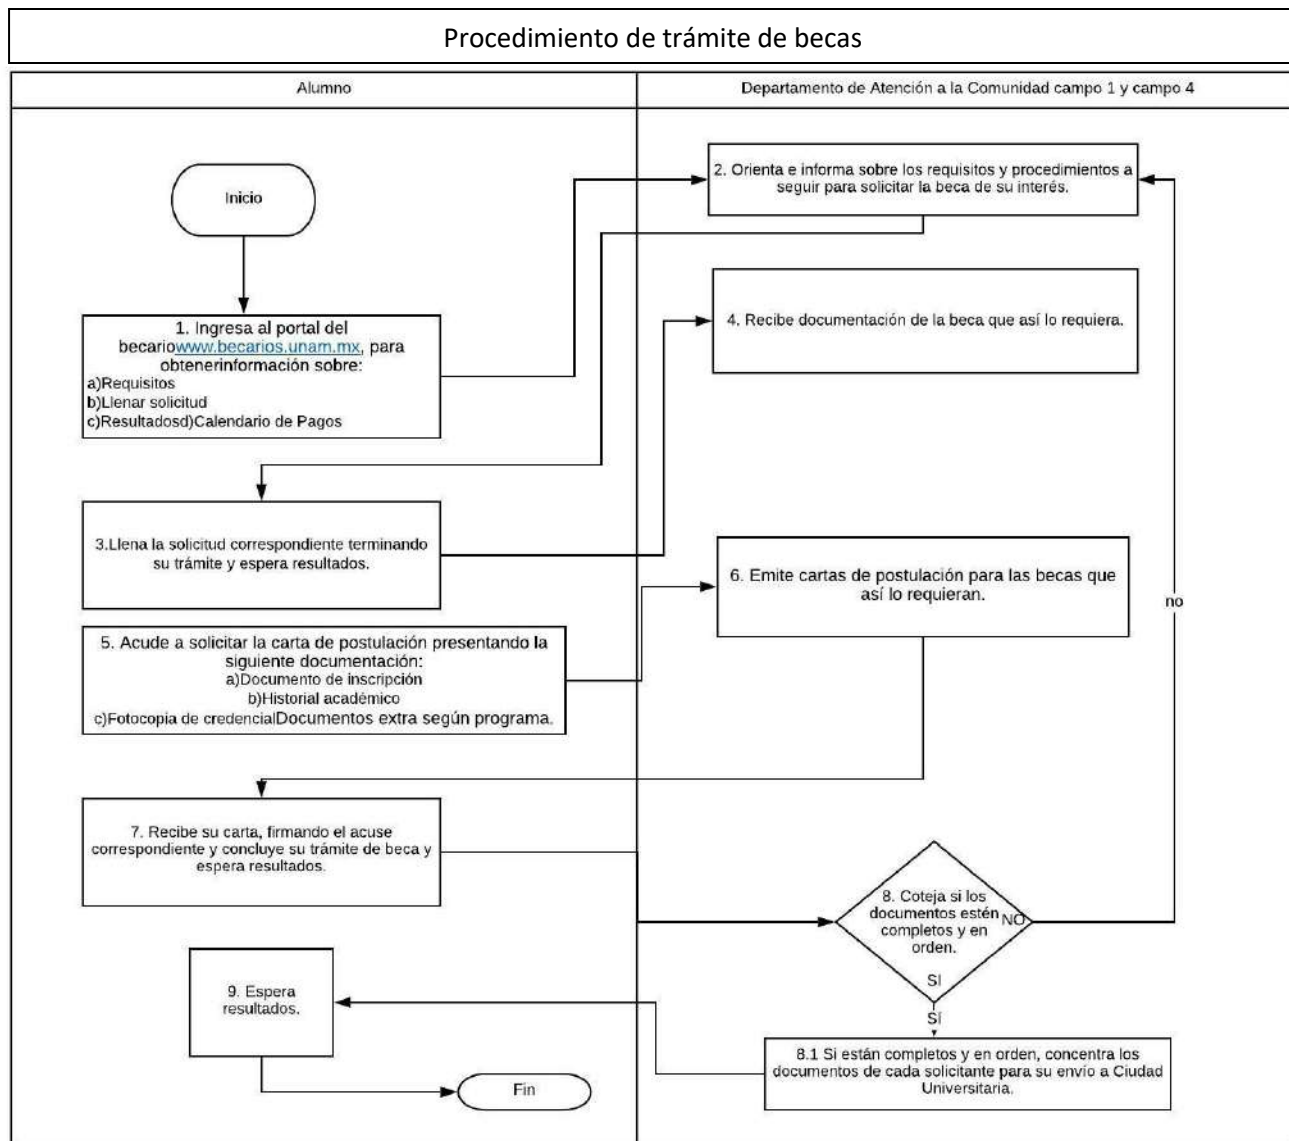 Procedimiento de trámite de becas
Alumno
Departamento de Atención a la Comunidad campo 1 y campo 4
Inicio
2. Orienta e informa sobre los requisitos y procedimientos a
seguir para solicitar la beca de su interés.
1. Ingresa al portal del
becariowww.becarios.unam.mx, para
obtenerinformación sobre:
a)Requisitos
b)Llenar solicitud
c)Resultadosd)Calendario de Pagos
4. Recibe documentación de la beca que así lo requiera.
3.Llena la solicitud correspondiente terminando
su trámite y espera resultados.
6. Emite cartas de postulación para las becas que
así lo requieran.
no
5. Acude a solicitar la carta de postulación presentando la
siguiente documentación:
a)Documento de inscripción
b)Historial académico
c)Fotocopia de credencialDocumentos extra según programa.
7. Recibe su carta, firmando el acuse
correspondiente y concluye su trámite de beca y
espera resultados.
8. Coteja si los
documentos estén
completos y en
orden.
NO
SI
Sí
9. Espera
resultados.
8.1 Si están completos y en orden, concentra los
documentos de cada solicitante para su envío a Ciudad
Universitaria.
Fin